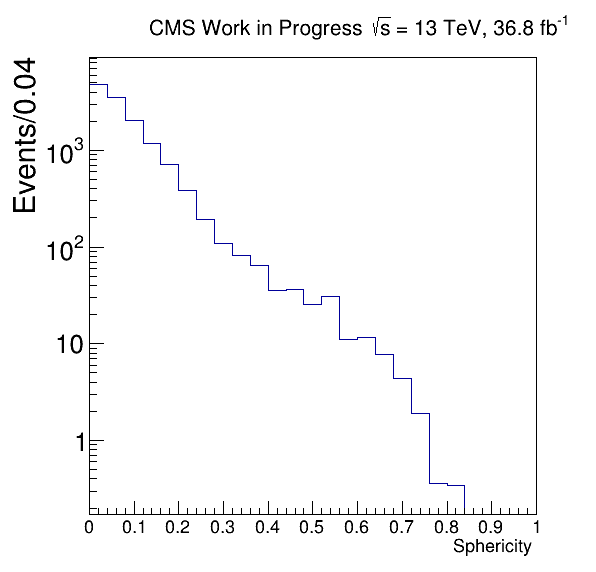 CMS Work in Progress √s = 13 TeV, 36.8 fb⁻¹
Events/0.04
10³
10²
10
1
0 0.1 0.2 0.3 0.4 0.5 0.6 0.7 0.8 0.9 1
Sphericity